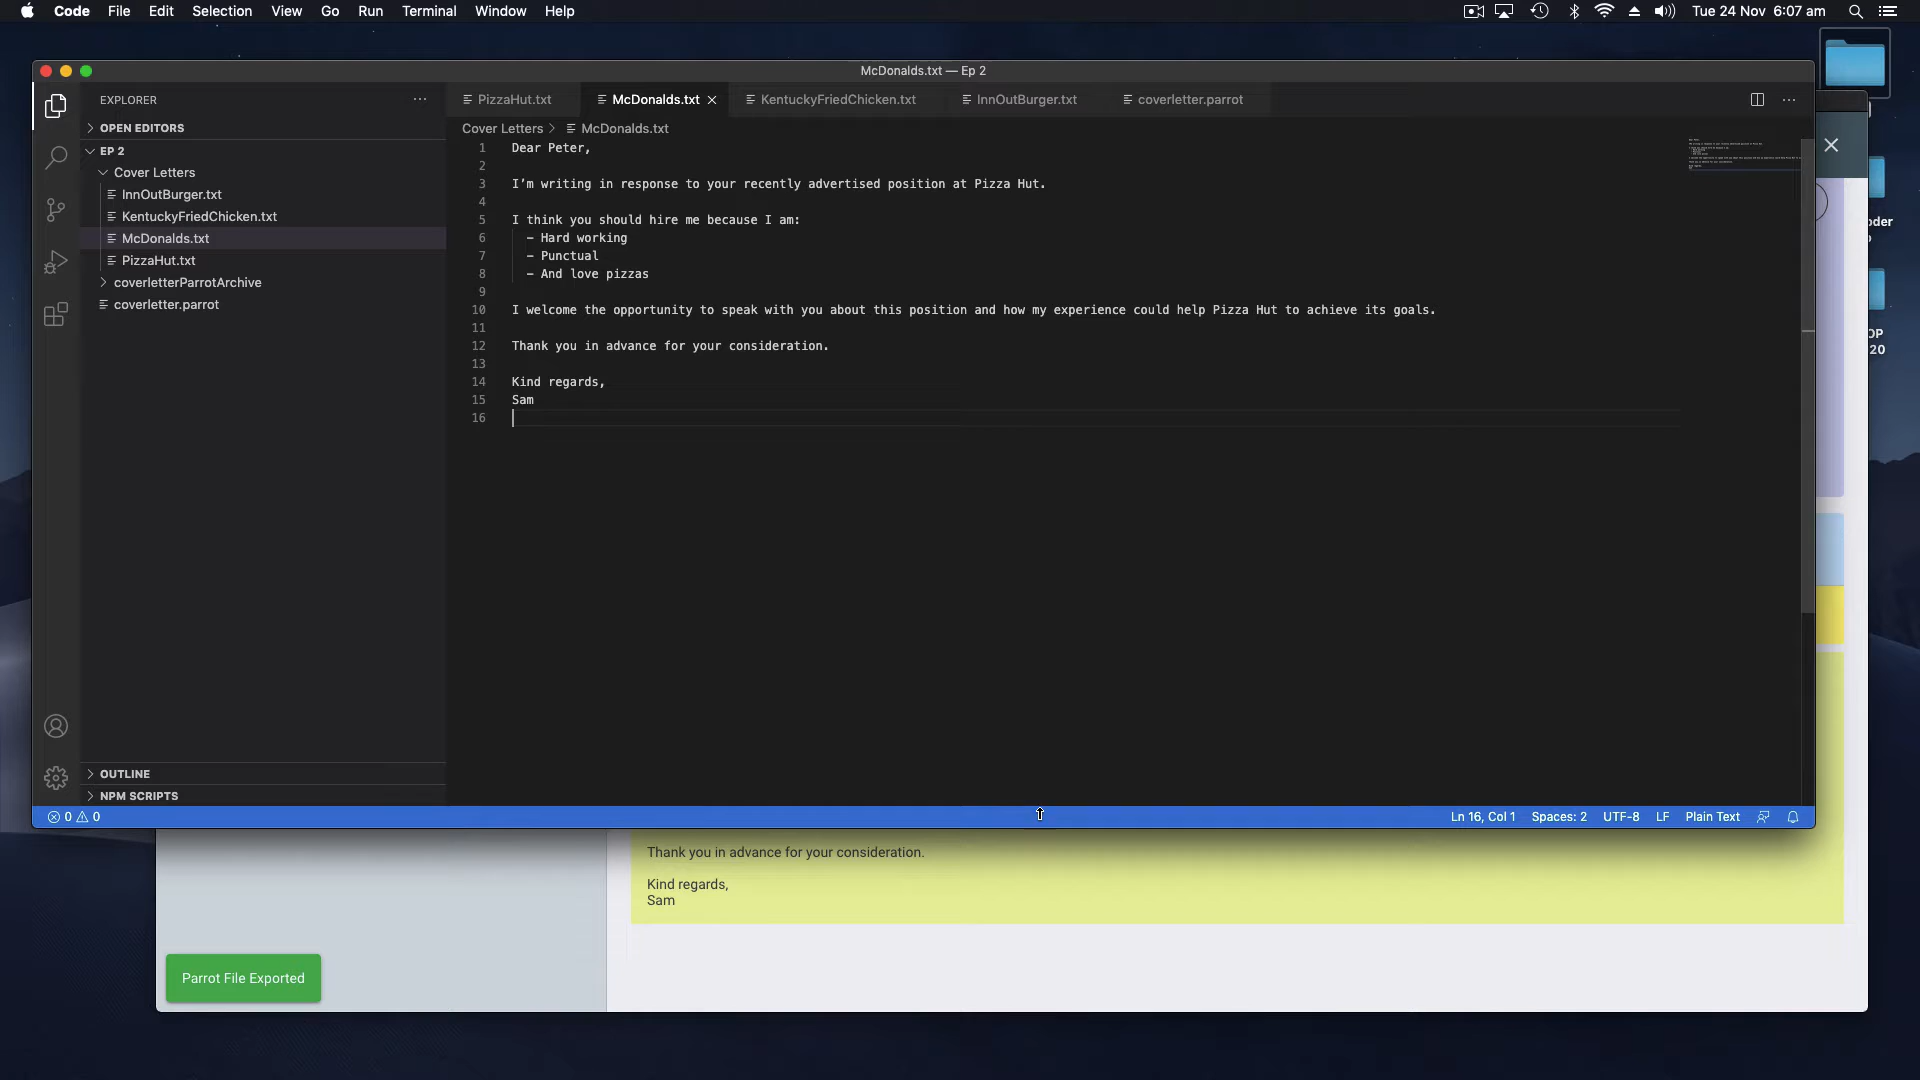 Code File Edit Selection View Go Run Terminal Window Help Tue 24 Nov 6:07 am
McDonalds.txt — Ep 2
EXPLORER
PizzaHut.txt McDonalds.txt KentuckyFriedChicken.txt InnOutBurger.txt coverletter.parrot
OPEN EDITORS
Cover Letters > McDonalds.txt
EP 2
Cover Letters
InnOutBurger.txt
KentuckyFriedChicken.txt
McDonalds.txt
PizzaHut.txt
coverletterParrotArchive
coverletter.parrot
1 Dear Peter,
2
3 I’m writing in response to your recently advertised position at Pizza Hut.
4
5 I think you should hire me because I am:
6 – Hard working
7 – Punctual
8 – And love pizzas
9
10 I welcome the opportunity to speak with you about this position and how my experience could help Pizza Hut to achieve its goals.
11
12 Thank you in advance for your consideration.
13
14 Kind regards,
15 Sam
16
OUTLINE
NPM SCRIPTS
0 0 Ln 16, Col 1 Spaces: 2 UTF-8 LF Plain Text
Thank you in advance for your consideration.
Kind regards,
Sam
Parrot File Exported
20